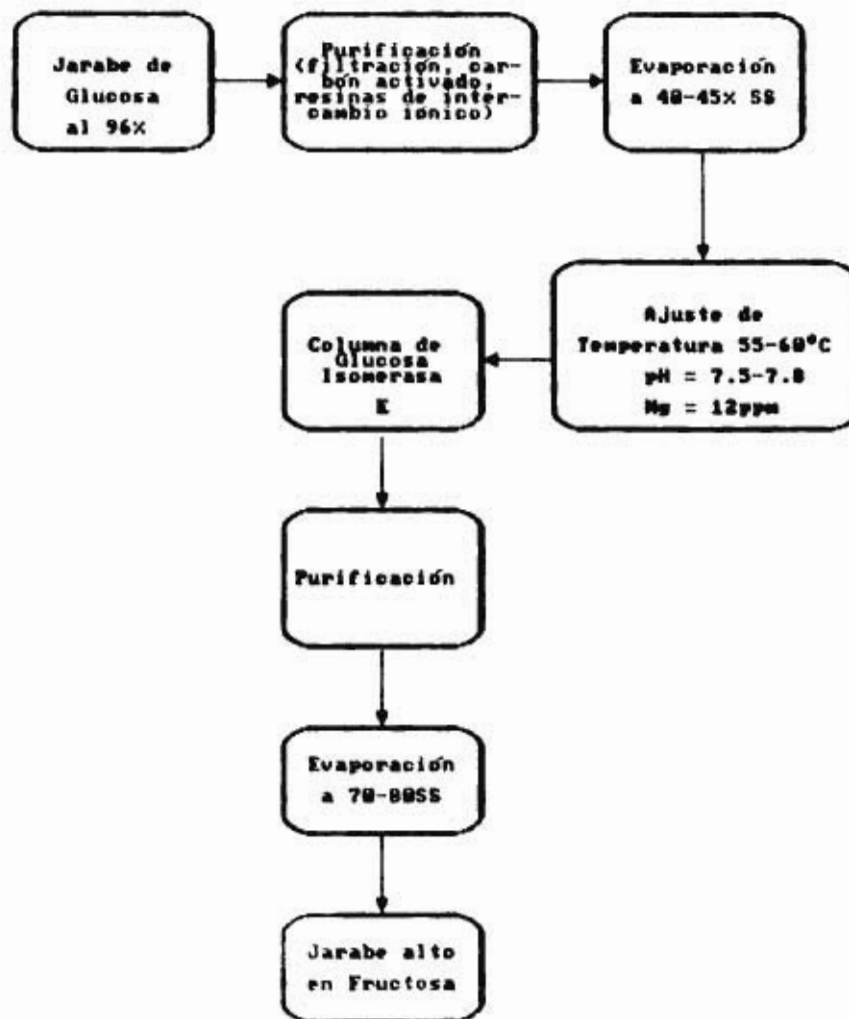 Jarabe de
Glucosa
al 96%
Purificación
(filtración, car-
bón activado,
resinas de inter-
cambio iónico)
Evaporación
a 40-45% SS
Ajuste de
Temperatura 55-60°C
pH = 7.5-7.8
Mg = 12ppm
Columna de
Glucosa
Isomerasa
E
Purificación
Evaporación
a 70-80SS
Jarabe alto
en Fructosa